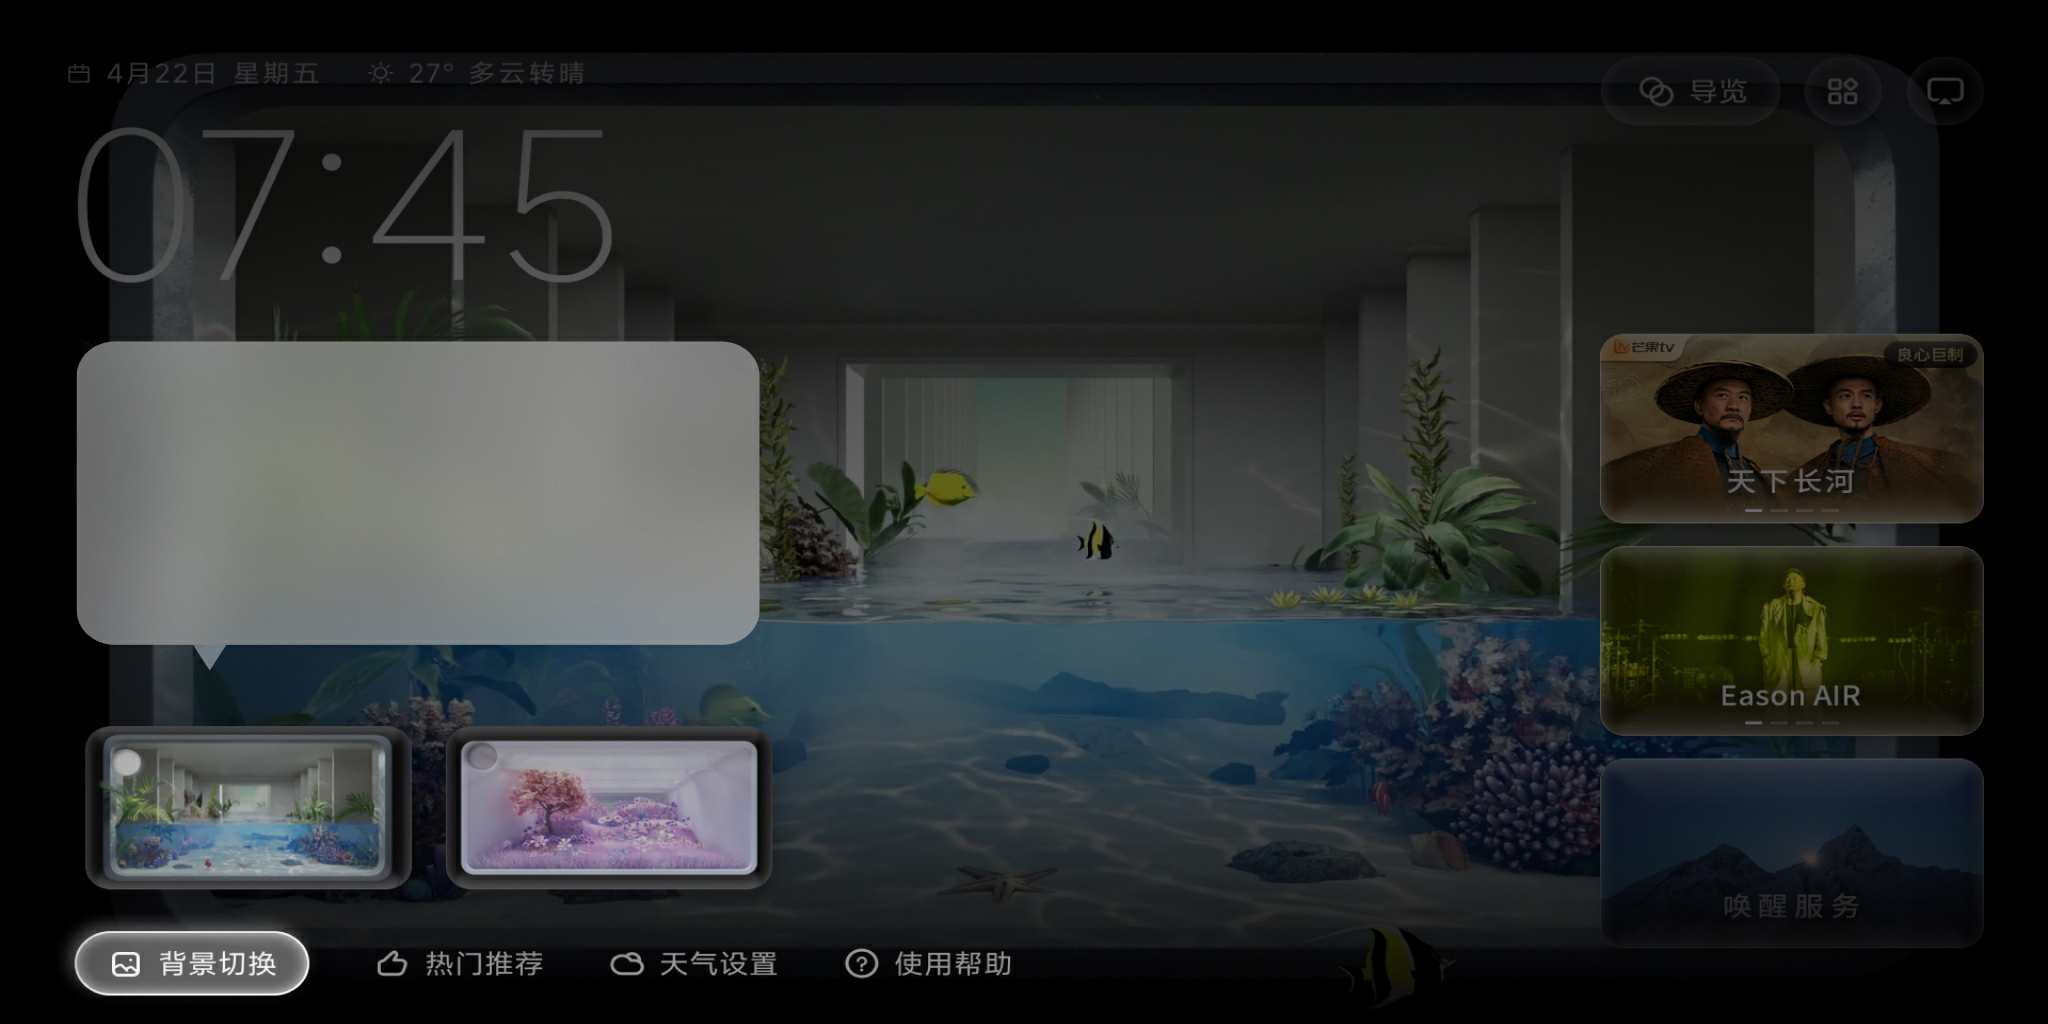 4月22日 星期五 27° 多云转晴
导览
07:45
芒果tv
良心巨制
天下长河
Eason AIR
唤醒服务
背景切换 热门推荐 天气设置 使用帮助